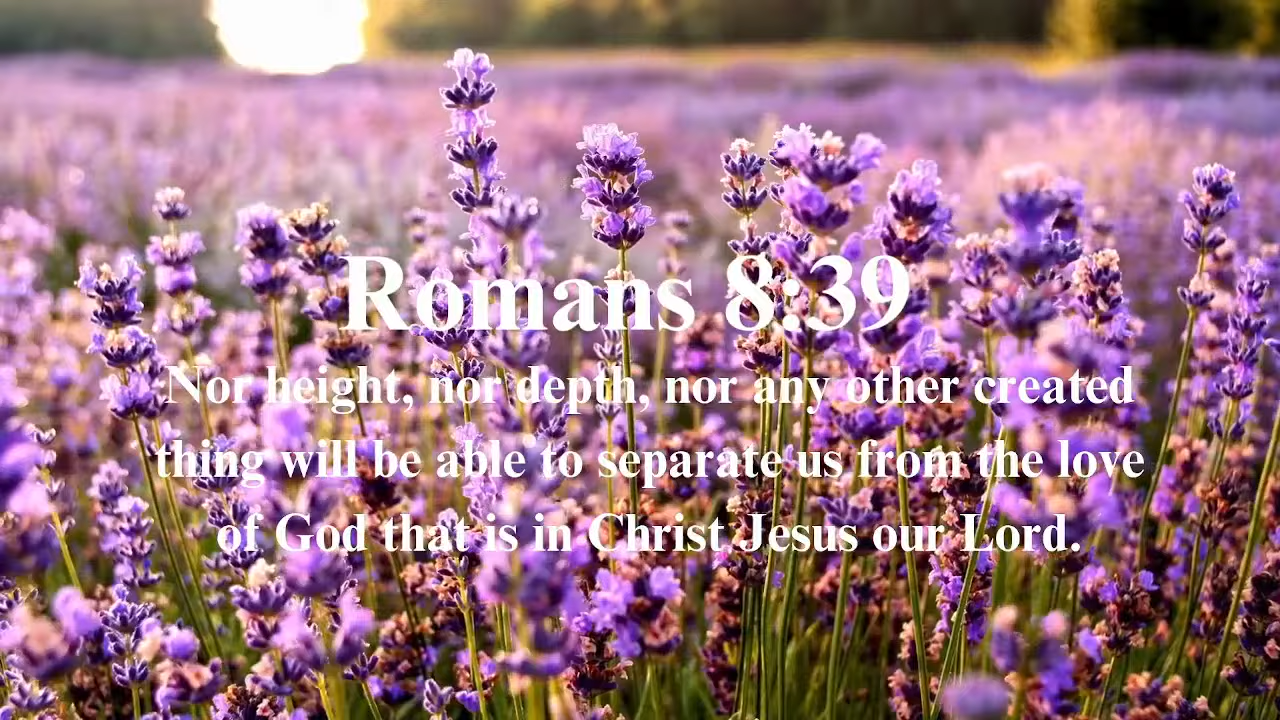 Romans 8:39
Nor height, nor depth, nor any other created
thing will be able to separate us from the love
of God that is in Christ Jesus our Lord.